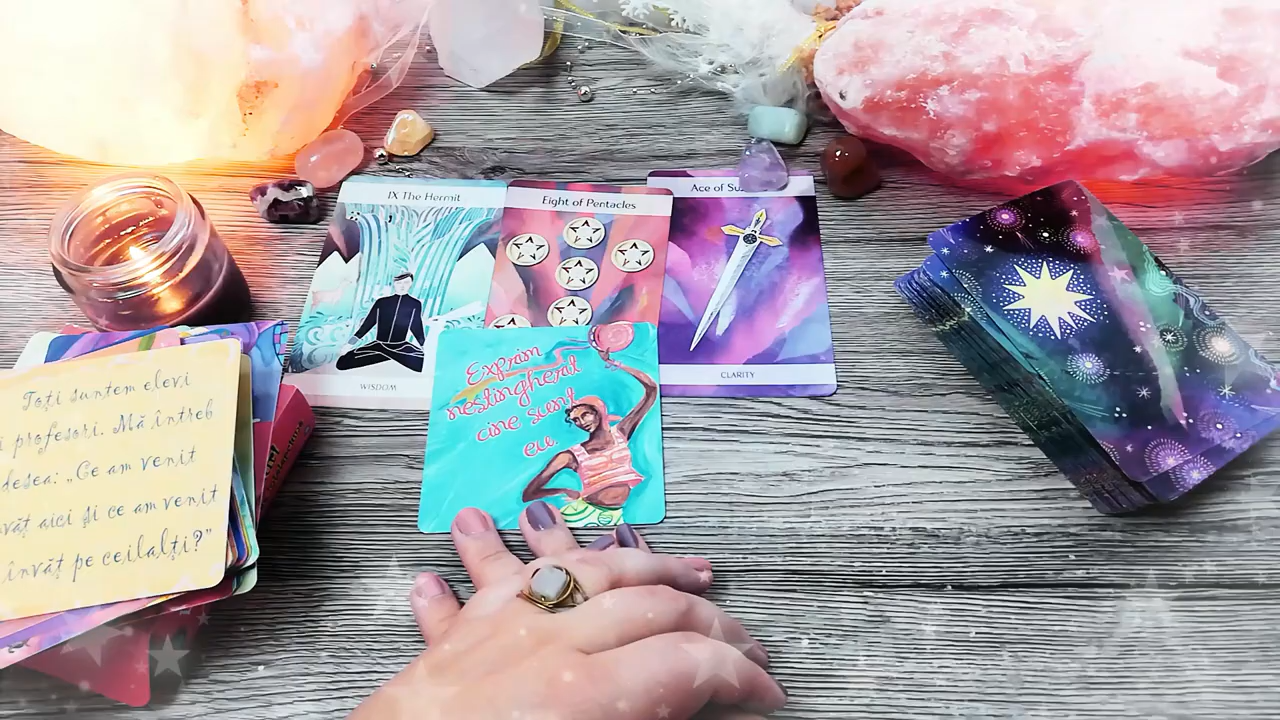 IX The Hermit
WISDOM
Eight of Pentacles
Ace of
CLARITY
Exprim
nestingherit
cine sunt
eu.
Toți suntem elevi
profesori. Mă întreb
desea: „Ce am venit
aici și ce am venit
învăț pe ceilalți?"